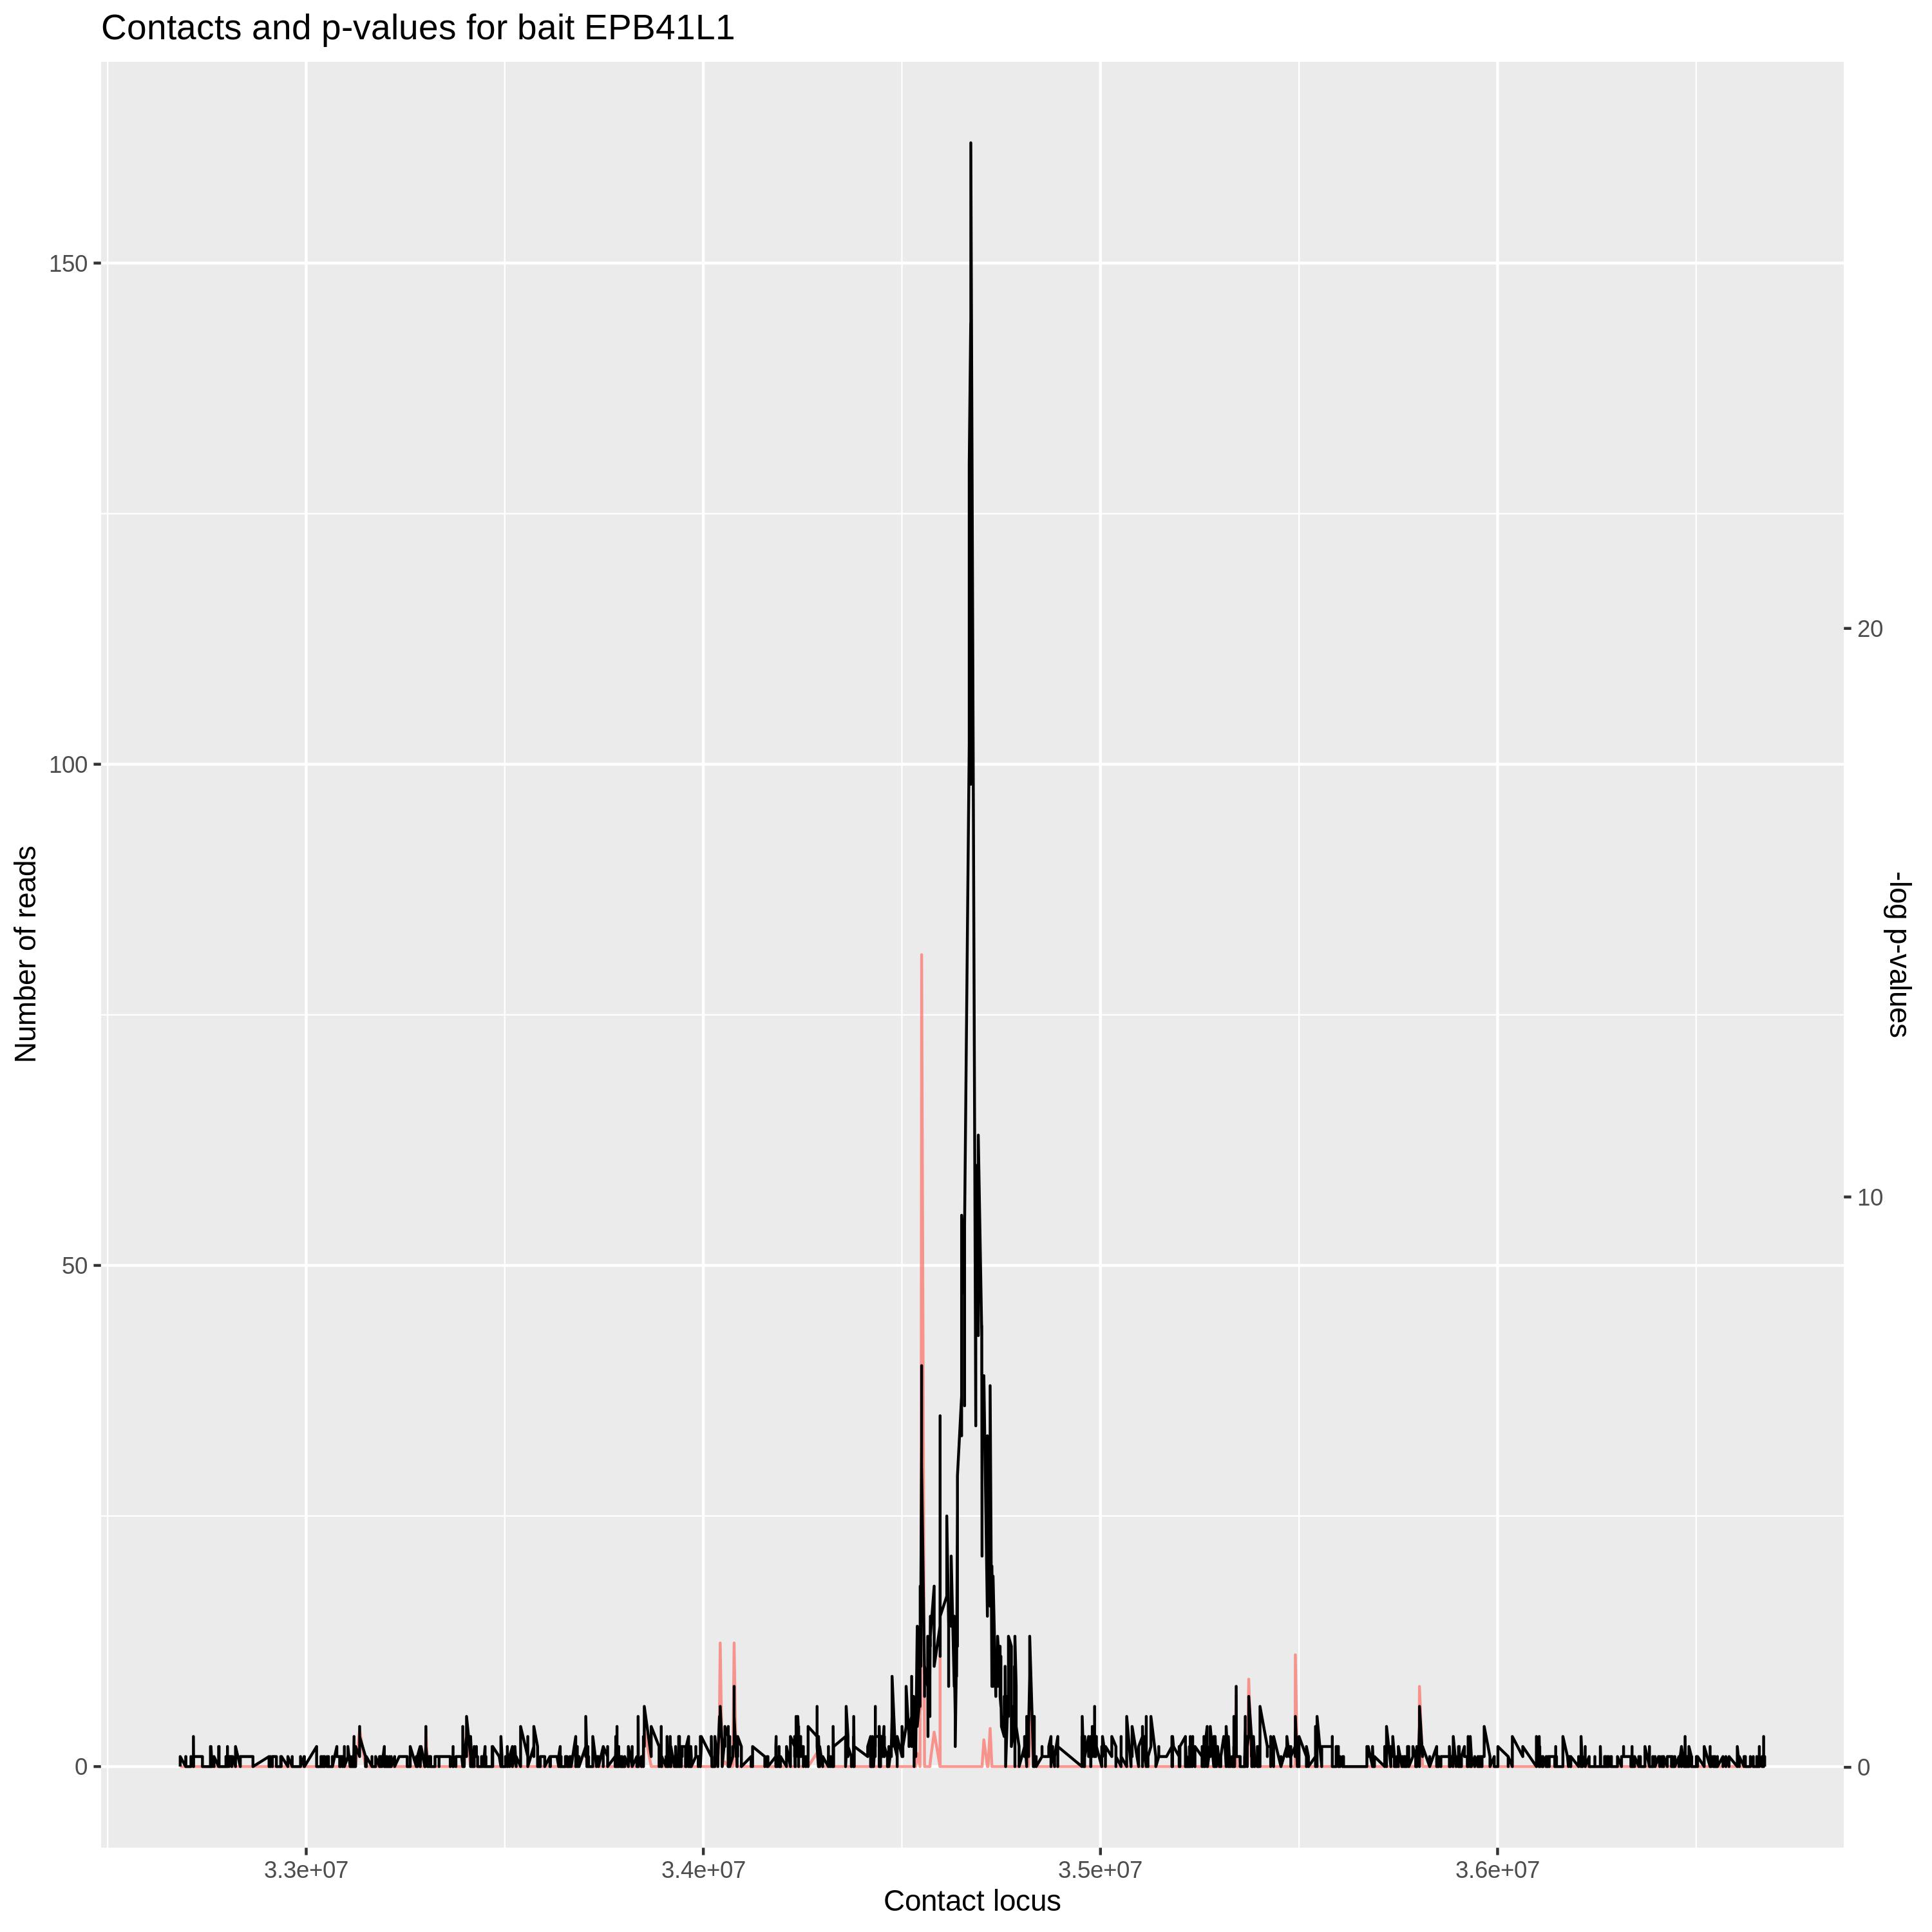 Contacts and p-values for bait EPB41L1
150
100
50
0
20
10
0
Number of reads
-log p-values
3.3e+07
3.4e+07
3.5e+07
3.6e+07
Contact locus